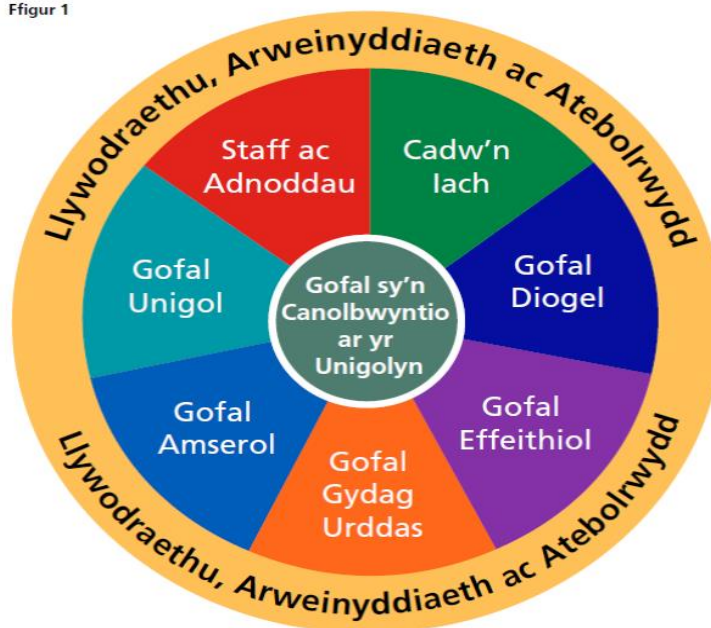 Ffigur 1
Llywodraethu, Arweinyddiaeth ac Atebolrwydd
Staff ac
Adnoddau
Cadw'n
Iach
Gofal
Unigol
Gofal
Diogel
Gofal sy'n
Canolbwyntio
ar yr
Unigolyn
Gofal
Amserol
Gofal
Effeithiol
Gofal
Gydag
Urddas
Llywodraethu, Arweinyddiaeth ac Atebolrwydd